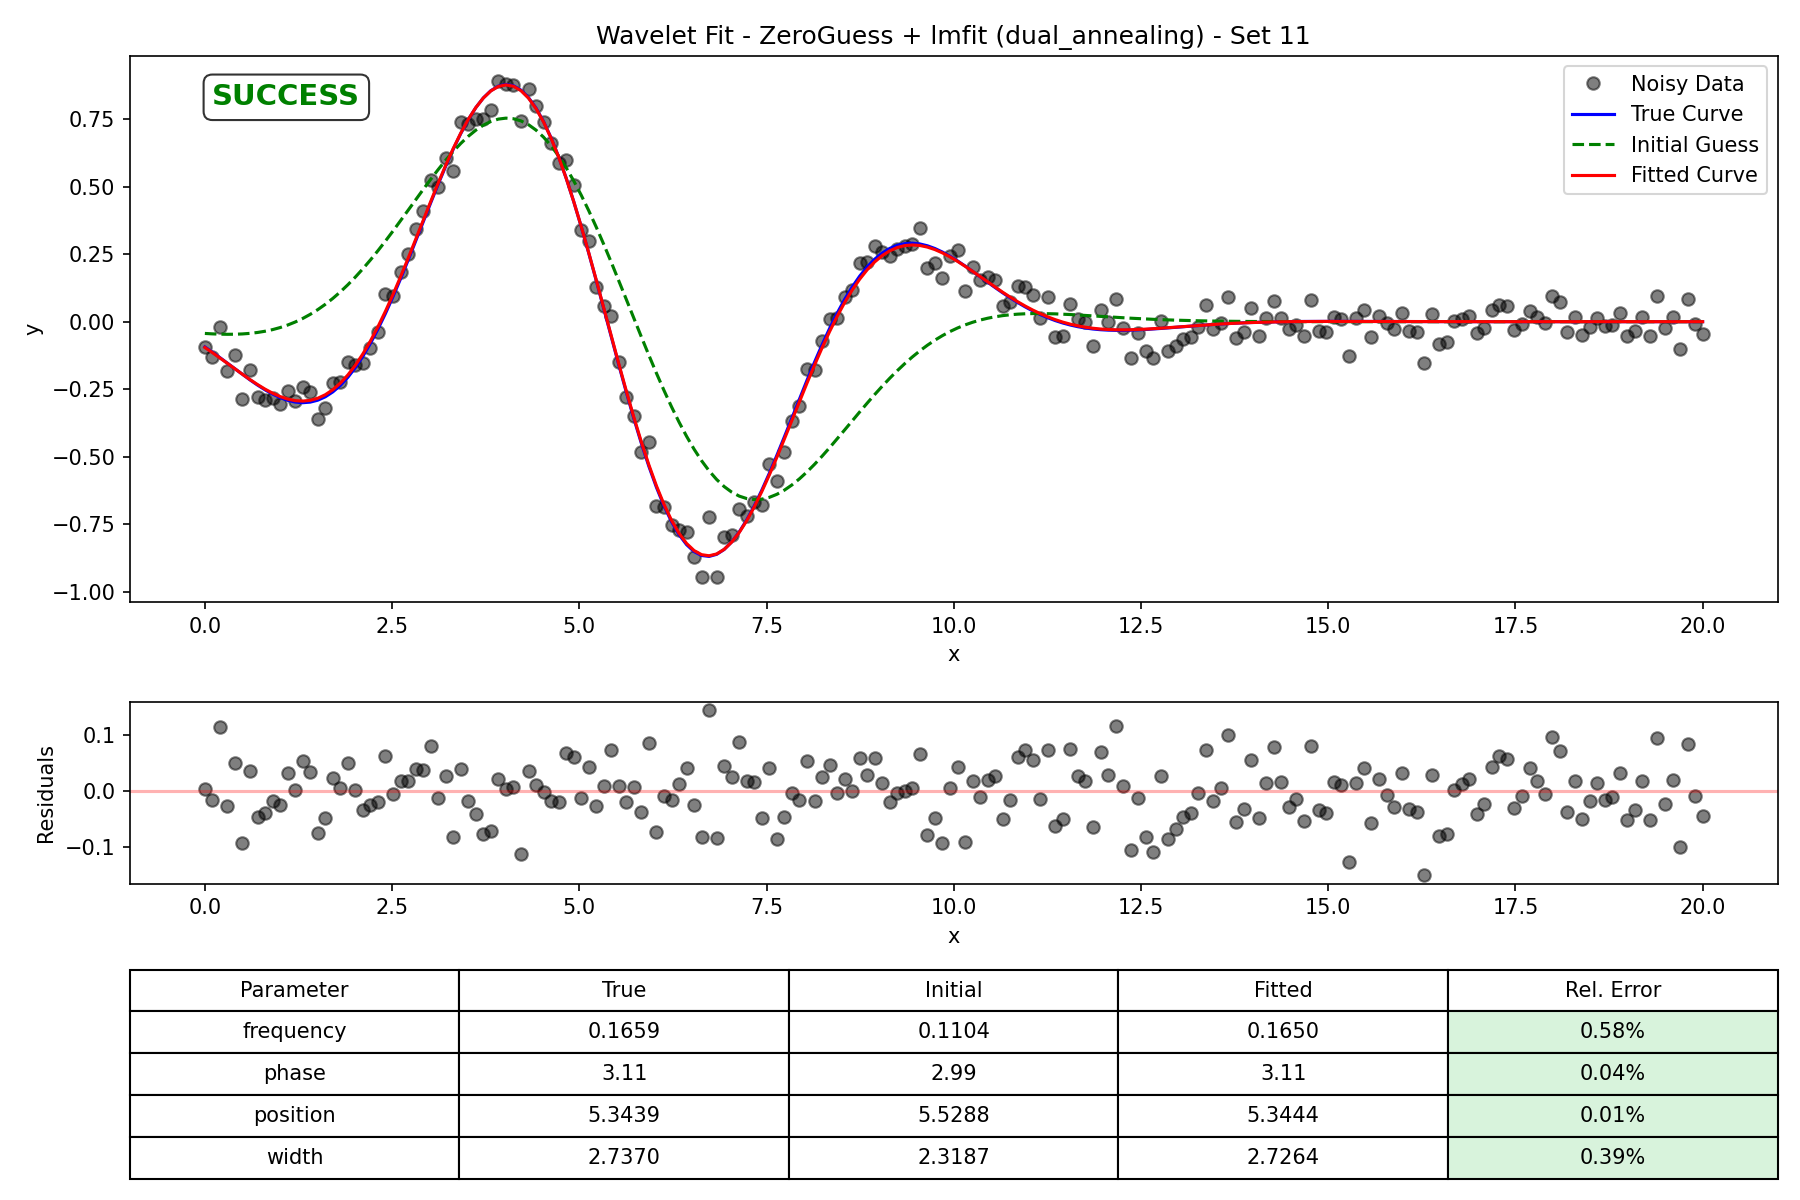 Wavelet Fit - ZeroGuess + lmfit (dual_annealing) - Set 11
SUCCESS
Noisy Data
True Curve
Initial Guess
Fitted Curve
y
0.75
0.50
0.25
0.00
−0.25
−0.50
−0.75
−1.00
0.0 2.5 5.0 7.5 10.0 12.5 15.0 17.5 20.0
x
Residuals
0.1
0.0
−0.1
0.0 2.5 5.0 7.5 10.0 12.5 15.0 17.5 20.0
x
Parameter True Initial Fitted Rel. Error
frequency 0.1659 0.1104 0.1650 0.58%
phase 3.11 2.99 3.11 0.04%
position 5.3439 5.5288 5.3444 0.01%
width 2.7370 2.3187 2.7264 0.39%